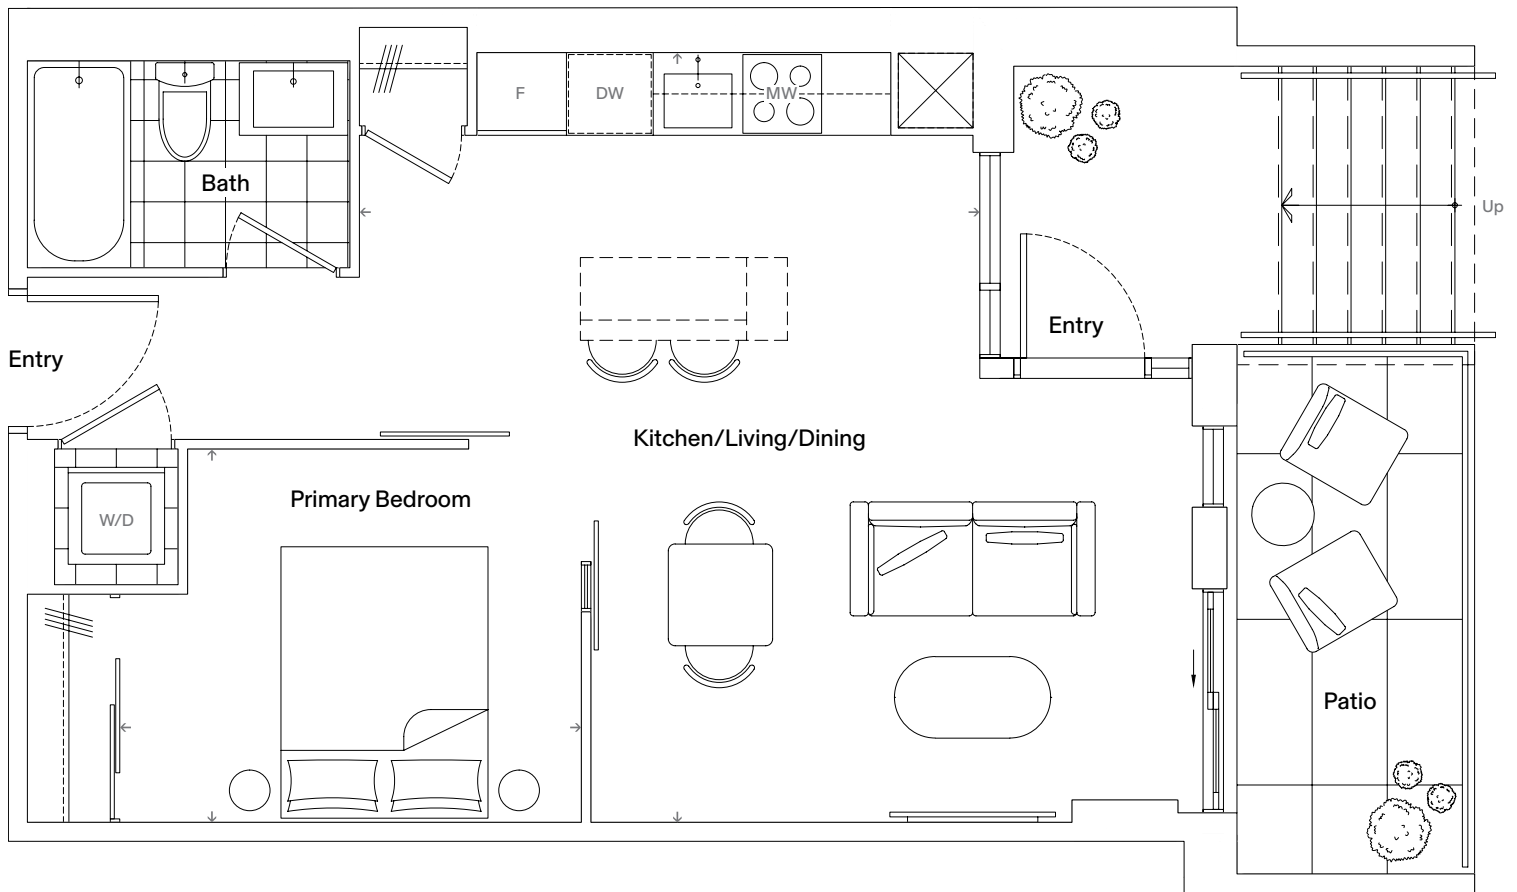 F
DW
MW
Bath
Up
Entry
Entry
Kitchen/Living/Dining
Primary Bedroom
W/D
Patio